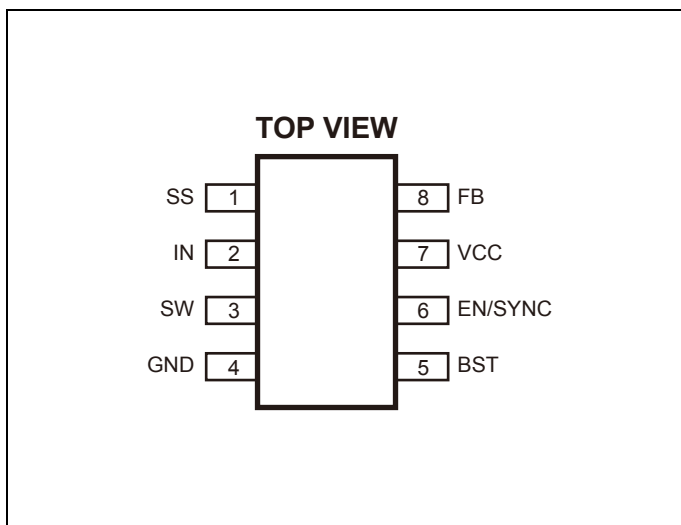 TOP VIEW
SS 1 8 FB
IN 2 7 VCC
SW 3 6 EN/SYNC
GND 4 5 BST